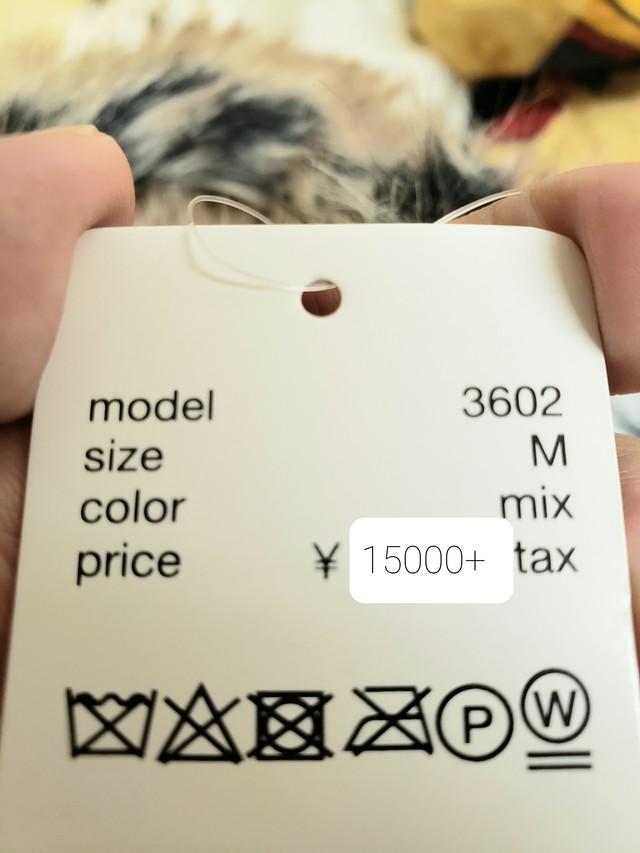 model 3602
size M
color mix
price ¥ 15000+ tax
P W